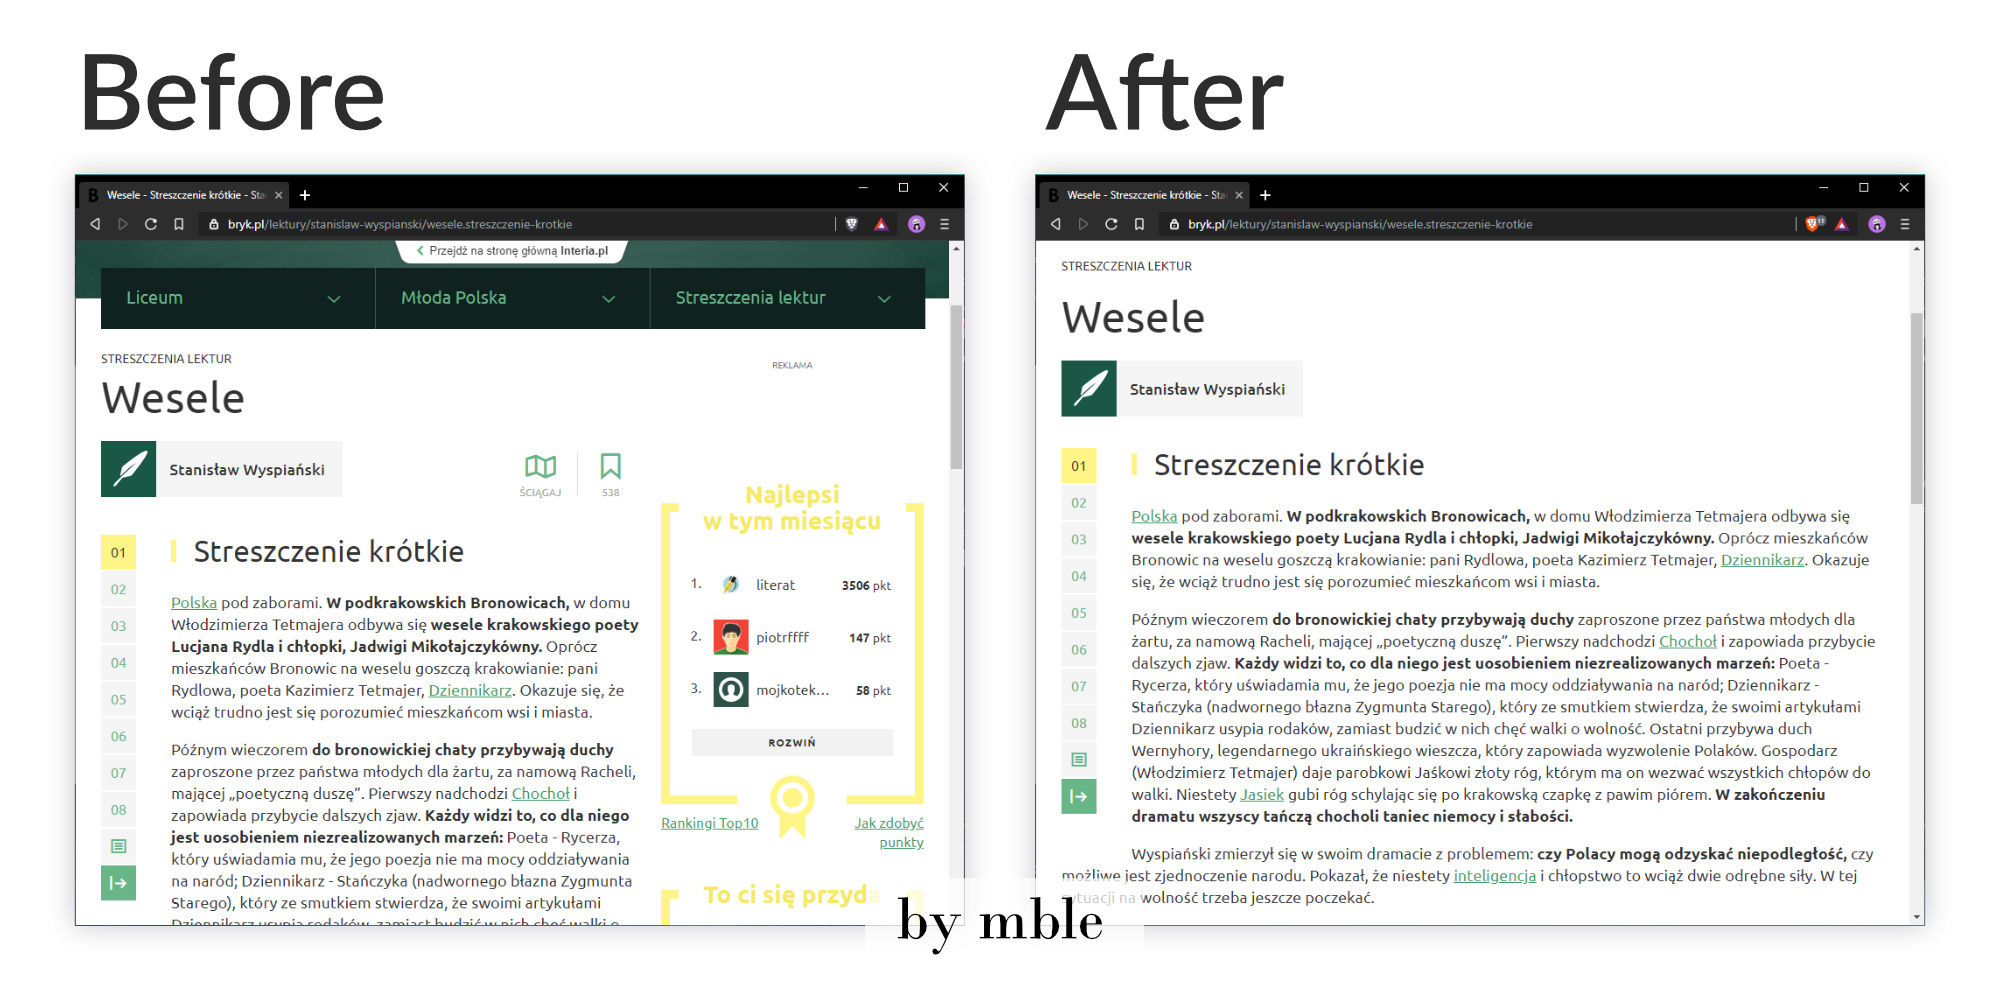 Before
Wesele - Streszczenie krótkie - Sta
bryk.pl/lektury/stanislaw-wyspianski/wesele.streszczenie-krotkie
Przejdź na stronę główną Interia.pl
Liceum
Młoda Polska
Streszczenia lektur
STRESZCZENIA LEKTUR
REKLAMA
Wesele
Stanisław Wyspiański
ŚCIĄGAJ
538
01
02
03
04
05
06
07
08
Streszczenie krótkie
Polska pod zaborami. W podkrakowskich Bronowicach, w domu
Włodzimierza Tetmajera odbywa się wesele krakowskiego poety
Lucjana Rydla i chłopki, Jadwigi Mikołajczykówny. Oprócz
mieszkańców Bronowic na weselu goszczą krakowianie: pani
Rydlowa, poeta Kazimierz Tetmajer, Dziennikarz. Okazuje się, że
wciąż trudno jest się porozumieć mieszkańcom wsi i miasta.
Późnym wieczorem do bronowickiej chaty przybywają duchy
zaproszone przez państwa młodych dla żartu, za namową Racheli,
mającej „poetyczną duszę”. Pierwszy nadchodzi Chochoł i
zapowiada przybycie dalszych zjaw. Każdy widzi to, co dla niego
jest uosobieniem niezrealizowanych marzeń: Poeta - Rycerza,
który uświadamia mu, że jego poezja nie ma mocy oddziaływania
na naród; Dziennikarz - Stańczyka (nadwornego błazna Zygmunta
Starego), który ze smutkiem stwierdza, że swoimi artykułami
Dziennikarz usypia rodaków, zamiast budzić w nich chęć walki o
Najlepsi
w tym miesiącu
1. literat 3506 pkt
2. piotrffff 147 pkt
3. mojkotek... 58 pkt
ROZWIŃ
Rankingi Top10
Jak zdobyć
punkty
To ci się przyda
After
Wesele - Streszczenie krótkie - Sta
bryk.pl/lektury/stanislaw-wyspianski/wesele.streszczenie-krotkie
11
STRESZCZENIA LEKTUR
Wesele
Stanisław Wyspiański
01
02
03
04
05
06
07
08
Streszczenie krótkie
Polska pod zaborami. W podkrakowskich Bronowicach, w domu Włodzimierza Tetmajera odbywa się
wesele krakowskiego poety Lucjana Rydla i chłopki, Jadwigi Mikołajczykówny. Oprócz mieszkańców
Bronowic na weselu goszczą krakowianie: pani Rydlowa, poeta Kazimierz Tetmajer, Dziennikarz. Okazuje
się, że wciąż trudno jest się porozumieć mieszkańcom wsi i miasta.
Późnym wieczorem do bronowickiej chaty przybywają duchy zaproszone przez państwa młodych dla
żartu, za namową Racheli, mającej „poetyczną duszę”. Pierwszy nadchodzi Chochoł i zapowiada przybycie
dalszych zjaw. Każdy widzi to, co dla niego jest uosobieniem niezrealizowanych marzeń: Poeta -
Rycerza, który uświadamia mu, że jego poezja nie ma mocy oddziaływania na naród; Dziennikarz -
Stańczyka (nadwornego błazna Zygmunta Starego), który ze smutkiem stwierdza, że swoimi artykułami
Dziennikarz usypia rodaków, zamiast budzić w nich chęć walki o wolność. Ostatni przybywa duch
Wernyhory, legendarnego ukraińskiego wieszcza, który zapowiada wyzwolenie Polaków. Gospodarz
(Włodzimierz Tetmajer) daje parobkowi Jaśkowi złoty róg, którym ma on wezwać wszystkich chłopów do
walki. Niestety Jasiek gubi róg schylając się po krakowską czapkę z pawim piórem. W zakończeniu
dramatu wszyscy tańczą chocholi taniec niemocy i słabości.
Wyspiański zmierzył się w swoim dramacie z problemem: czy Polacy mogą odzyskać niepodległość, czy
możliwe jest zjednoczenie narodu. Pokazał, że niestety inteligencja i chłopstwo to wciąż dwie odrębne siły. W tej
sytuacji na wolność trzeba jeszcze poczekać.
by mble